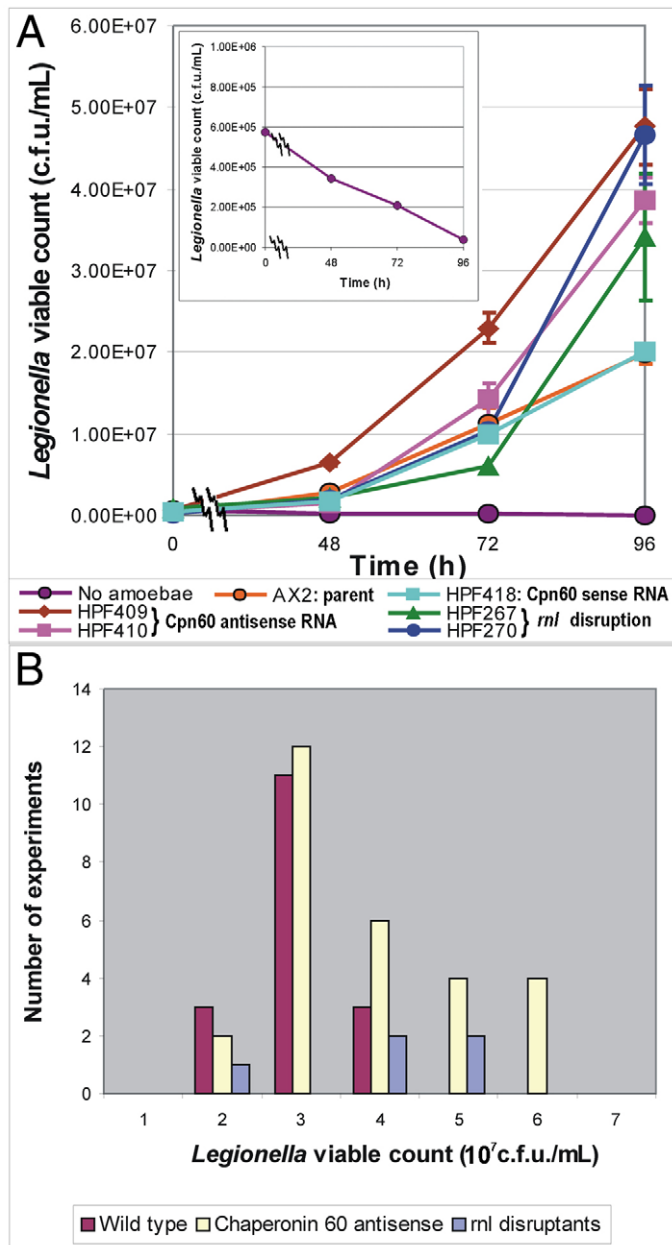 A
Legionella viable count (c.f.u./mL)
6.00E+07
5.00E+07
4.00E+07
3.00E+07
2.00E+07
1.00E+07
0.00E+00
Legionella viable count (c.f.u./mL)
1.00E+06
8.00E+05
6.00E+05
4.00E+05
2.00E+05
0.00E+00
0 48 72 96
Time (h)
0 48 72 96
Time (h)
No amoebae
AX2: parent
HPF418: Cpn60 sense RNA
HPF409
HPF410
} Cpn60 antisense RNA
HPF267
HPF270
} rnl disruption
B
Number of experiments
14
12
10
8
6
4
2
0
1 2 3 4 5 6 7
Legionella viable count (10⁷c.f.u./mL)
Wild type Chaperonin 60 antisense rnl disruptants